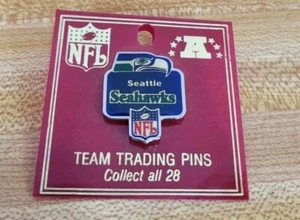 NFL
A
Seattle
Seahawks
NFL
TEAM TRADING PINS
Collect all 28